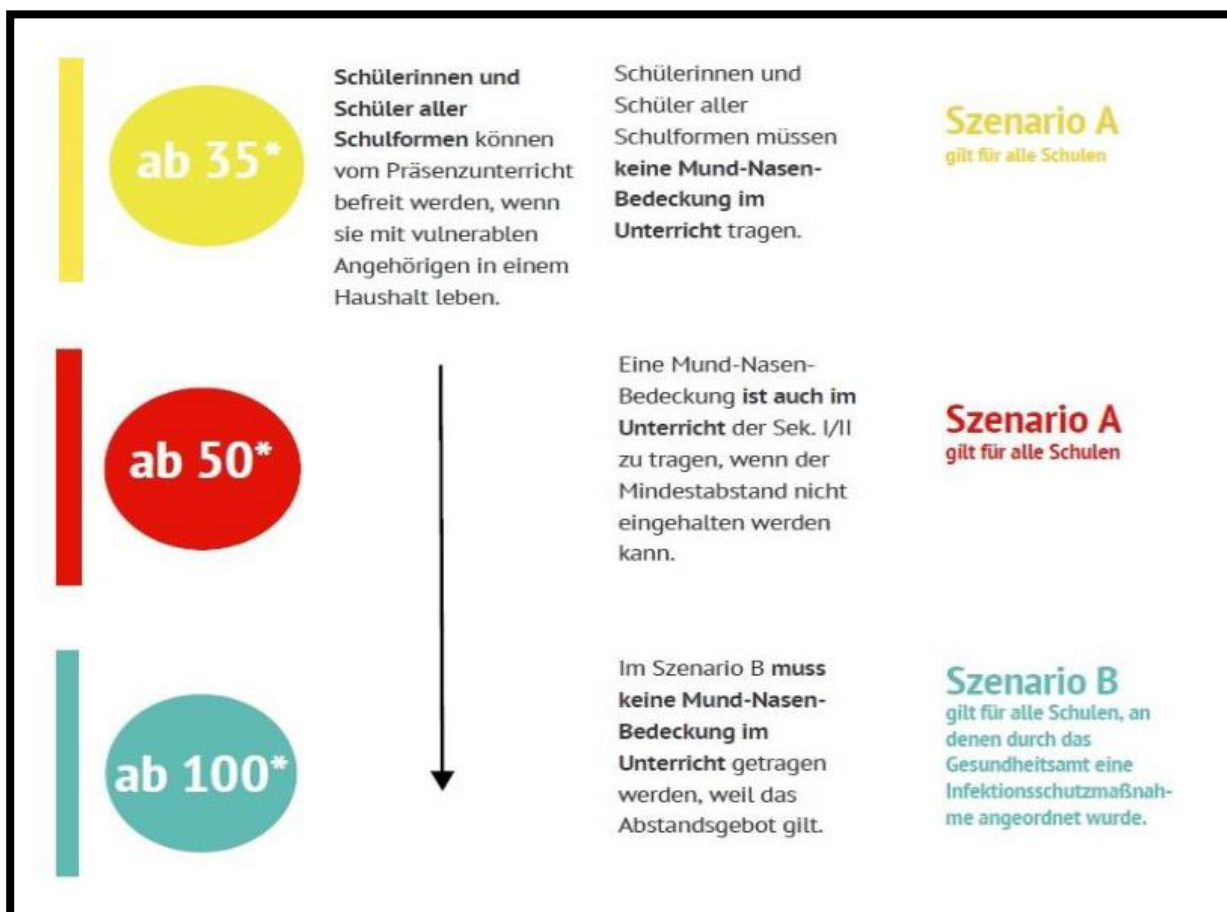 ab 35*
Schülerinnen und
Schüler aller
Schulformen können
vom Präsenzunterricht
befreit werden, wenn
sie mit vulnerablen
Angehörigen in einem
Haushalt leben.
Schülerinnen und
Schüler aller
Schulformen müssen
keine Mund-Nasen-
Bedeckung im
Unterricht tragen.
Szenario A
gilt für alle Schulen
ab 50*
Eine Mund-Nasen-
Bedeckung ist auch im
Unterricht der Sek. I/II
zu tragen, wenn der
Mindestabstand nicht
eingehalten werden
kann.
Szenario A
gilt für alle Schulen
ab 100*
Im Szenario B muss
keine Mund-Nasen-
Bedeckung im
Unterricht getragen
werden, weil das
Abstandsgebot gilt.
Szenario B
gilt für alle Schulen, an
denen durch das
Gesundheitsamt eine
Infektionsschutzmaßnah-
me angeordnet wurde.